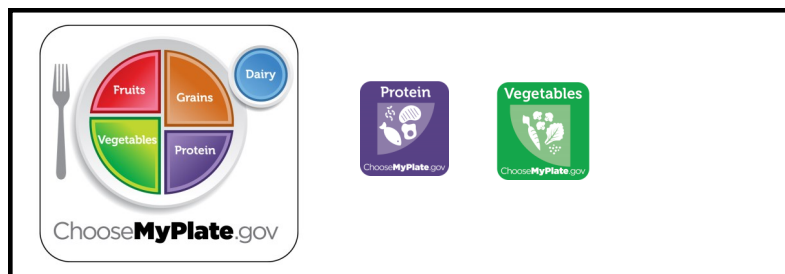 Fruits
Grains
Dairy
Vegetables
Protein
ChooseMyPlate.gov
Protein
ChooseMyPlate.gov
Vegetables
ChooseMyPlate.gov